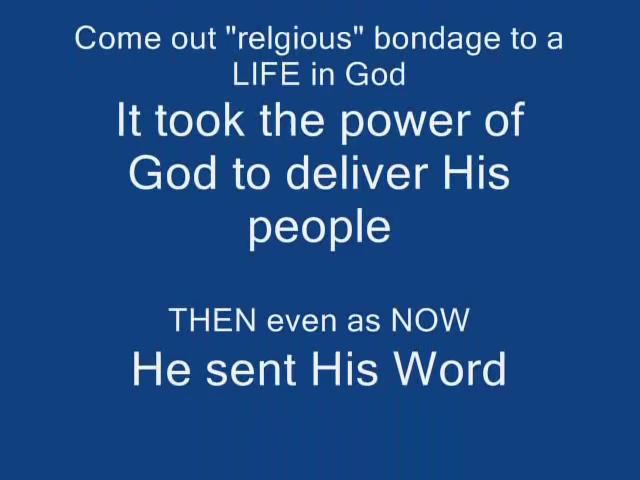 Come out "relgious" bondage to a
LIFE in God
It took the power of
God to deliver His
people
THEN even as NOW
He sent His Word